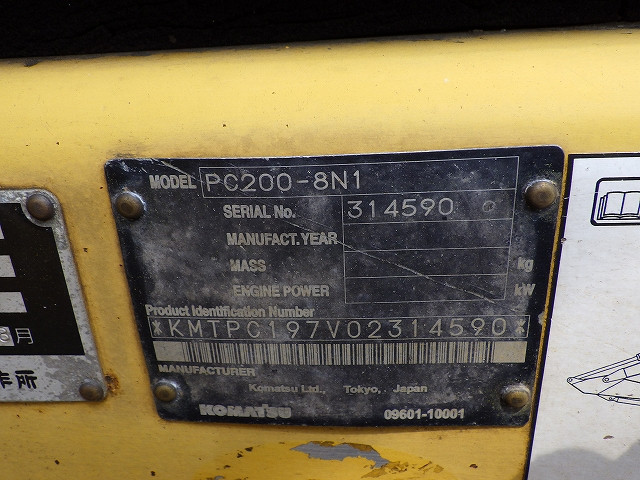 MODEL PC200-8N1
SERIAL No. 314590
MANUFACT. YEAR
MASS kg
ENGINE POWER kW
Product Identification Number
*KMTPC197V02314590*
MANUFACTURER
Komatsu Ltd., Tokyo, Japan
KOMATSU 09601-10001
月
作所